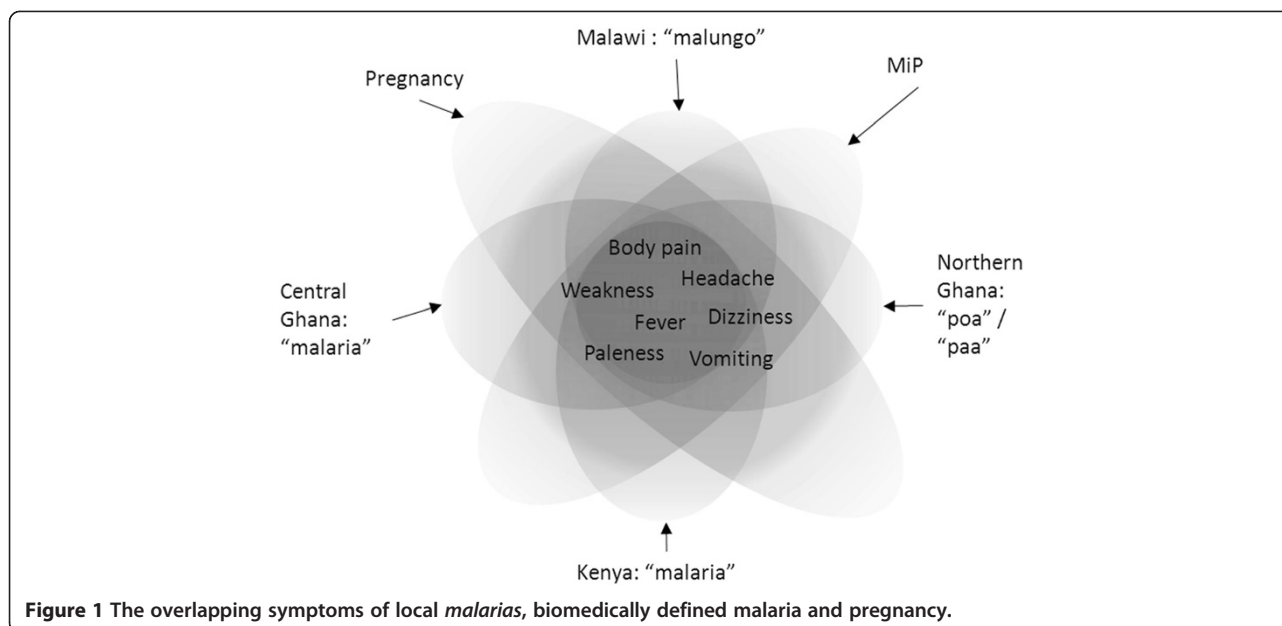 Malawi : “malungo”
MiP
Pregnancy
Body pain
Headache
Weakness
Fever
Dizziness
Paleness
Vomiting
Central
Ghana:
“malaria”
Northern
Ghana:
“poa” /
“paa”
Kenya: “malaria”
Figure 1 The overlapping symptoms of local malarias, biomedically defined malaria and pregnancy.